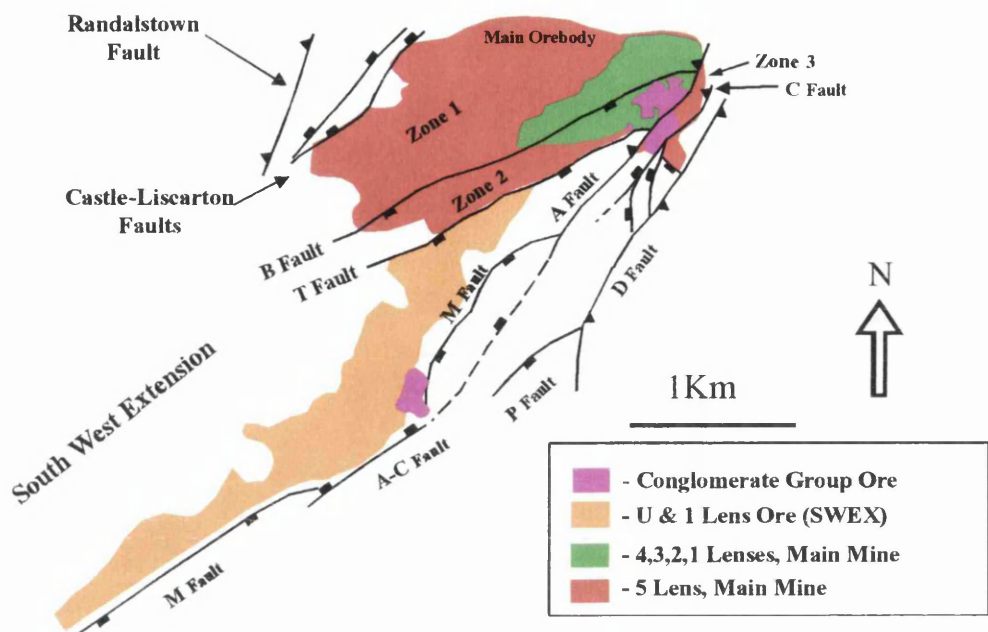 Randalstown
Fault
Main Orebody
Zone 3
C Fault
Zone 1
Castle-Liscarton
Faults
Zone 2
A Fault
B Fault
T Fault
M Fault
D Fault
N
South West Extension
P Fault
1Km
A-C Fault
M Fault
- Conglomerate Group Ore
- U & 1 Lens Ore (SWEX)
- 4,3,2,1 Lenses, Main Mine
- 5 Lens, Main Mine